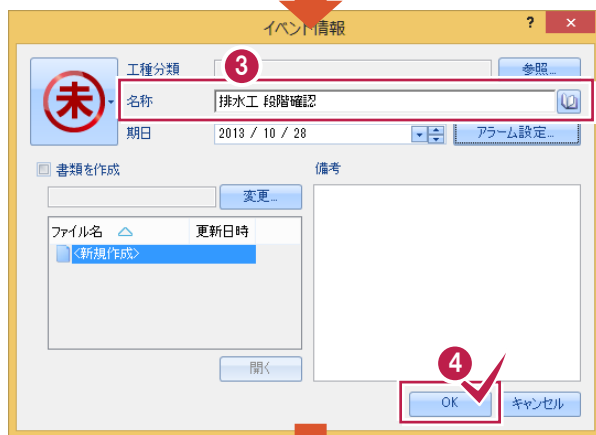 イベント情報
?
×
未
工種分類
3
参照...
名称
排水工 段階確認
期日
2013 / 10 / 28
アラーム設定...
書類を作成
備考
変更...
ファイル名
更新日時
<新規作成>
開く
4
OK
キャンセル